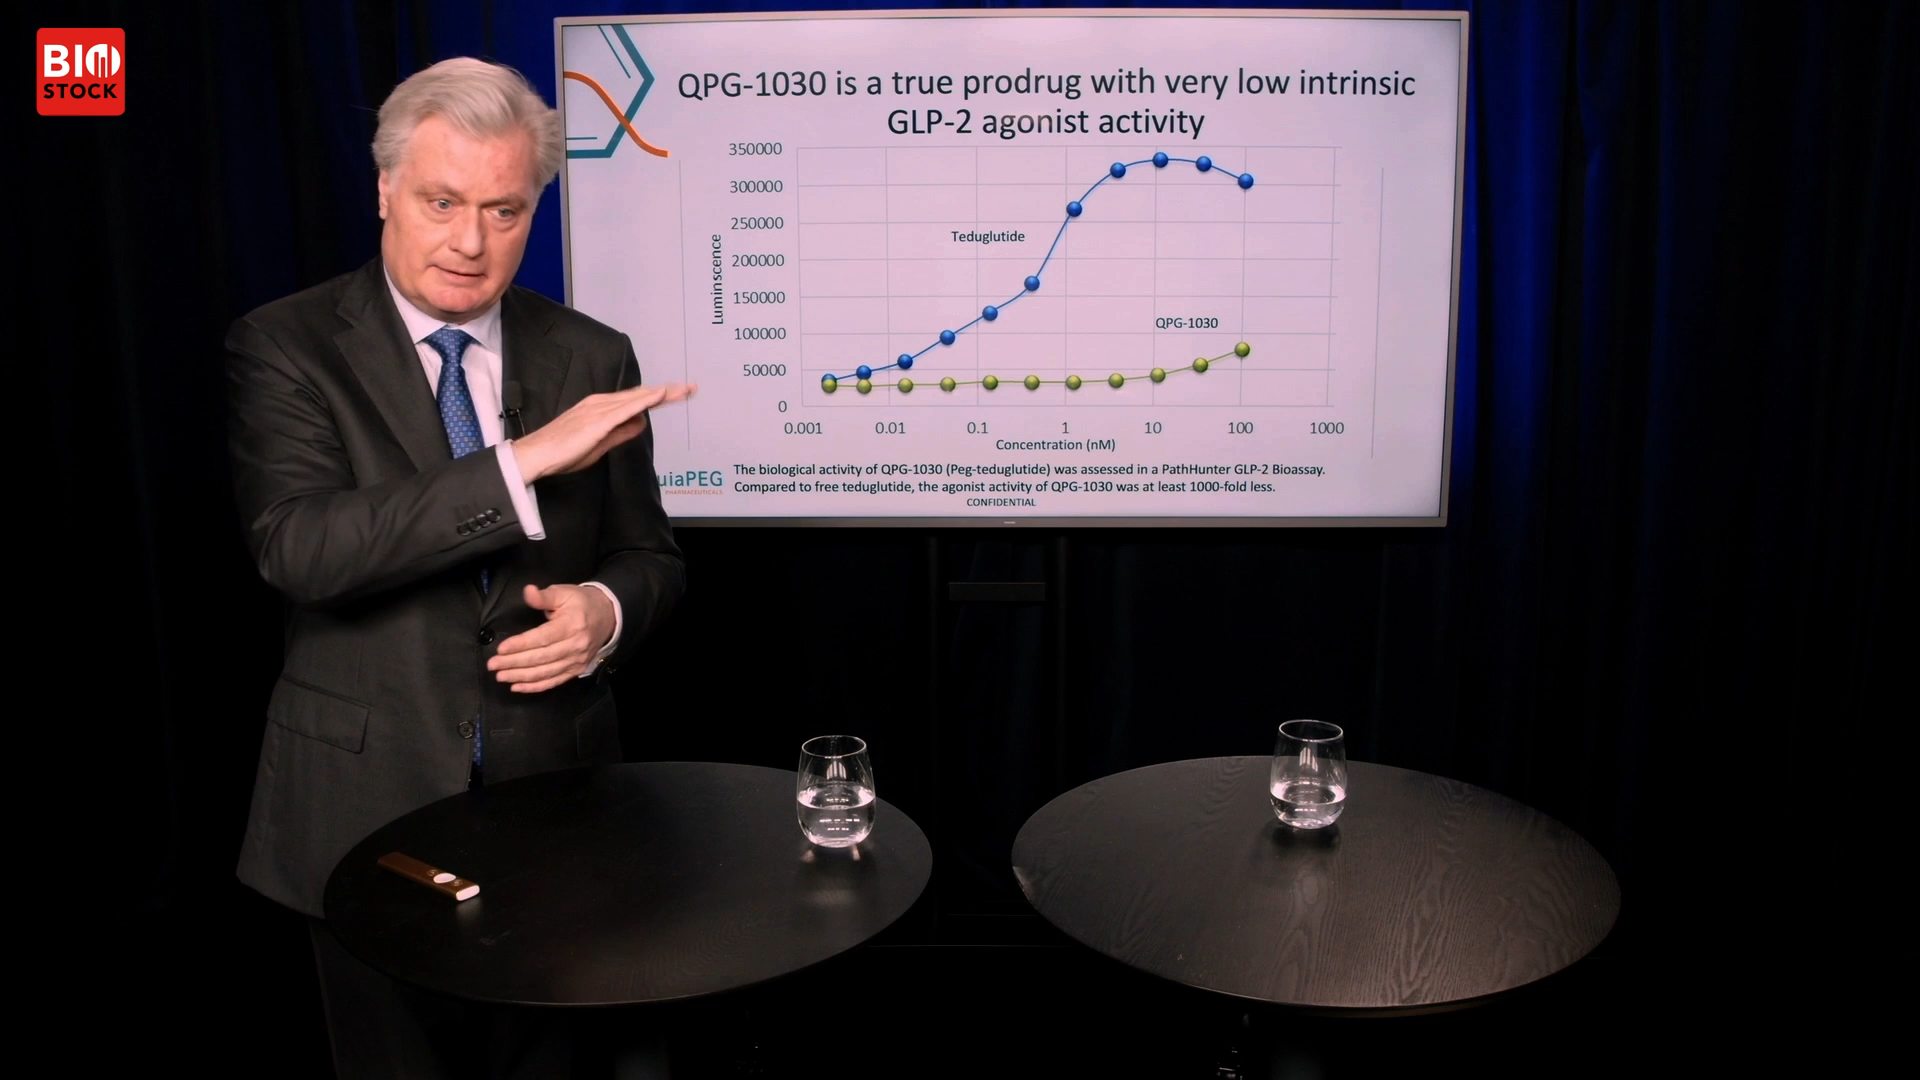 BIO
STOCK
QPG-1030 is a true prodrug with very low intrinsic
GLP-2 agonist activity
350000
300000
250000
200000
150000
100000
50000
0
Luminscence
Teduglutide
QPG-1030
0.001 0.01 0.1 1 10 100 1000
Concentration (nM)
uiaPEG
PHARMACEUTICALS
The biological activity of QPG-1030 (Peg-teduglutide) was assessed in a PathHunter GLP-2 Bioassay.
Compared to free teduglutide, the agonist activity of QPG-1030 was at least 1000-fold less.
CONFIDENTIAL